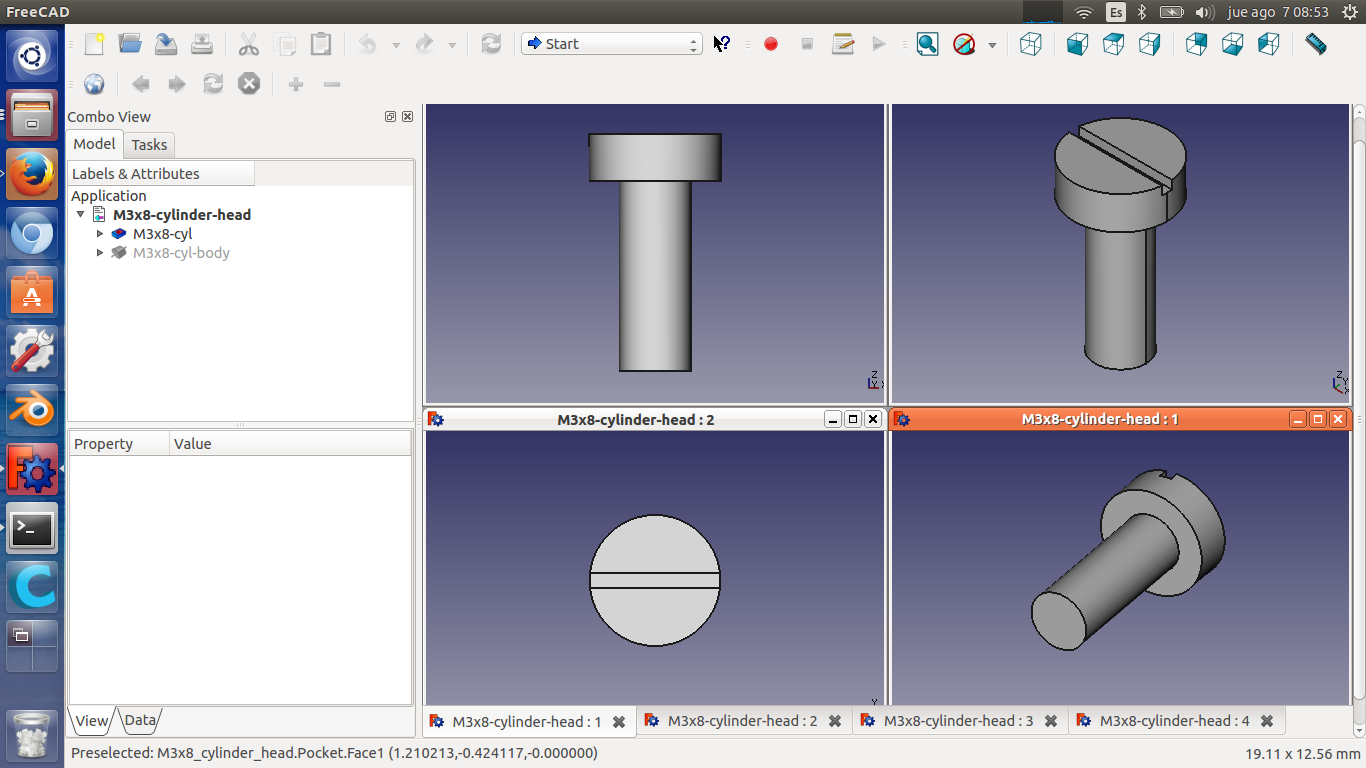 FreeCAD
Es
jue ago 7 08:53
Start
Combo View
Model
Tasks
Labels & Attributes
Application
M3x8-cylinder-head
M3x8-cyl
M3x8-cyl-body
Property
Value
View
Data
M3x8-cylinder-head : 2
M3x8-cylinder-head : 1
M3x8-cylinder-head : 1
M3x8-cylinder-head : 2
M3x8-cylinder-head : 3
M3x8-cylinder-head : 4
Preselected: M3x8_cylinder_head.Pocket.Face1 (1.210213,-0.424117,-0.000000)
19.11 x 12.56 mm